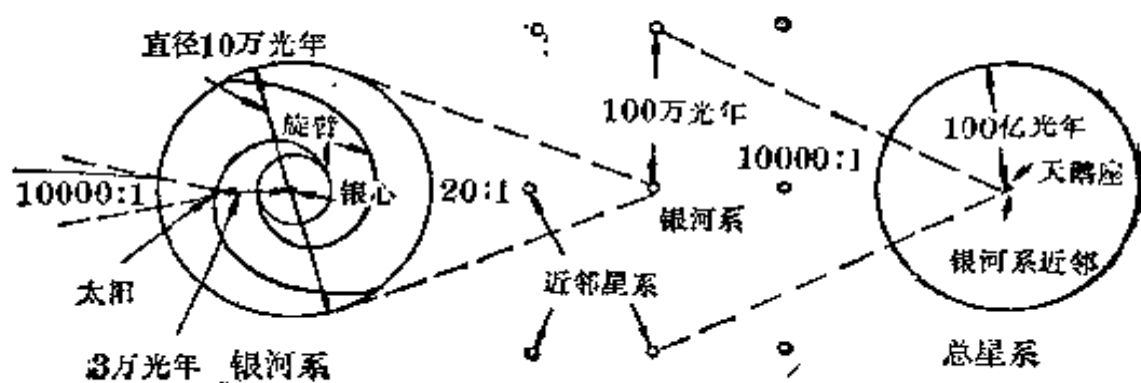 直径10万光年
旋臂
银心
10000:1
太阳
3万光年
银河系
20:1
100万光年
10000:1
银河系
近邻星系
100亿光年
天鹅座
银河系近邻
总星系